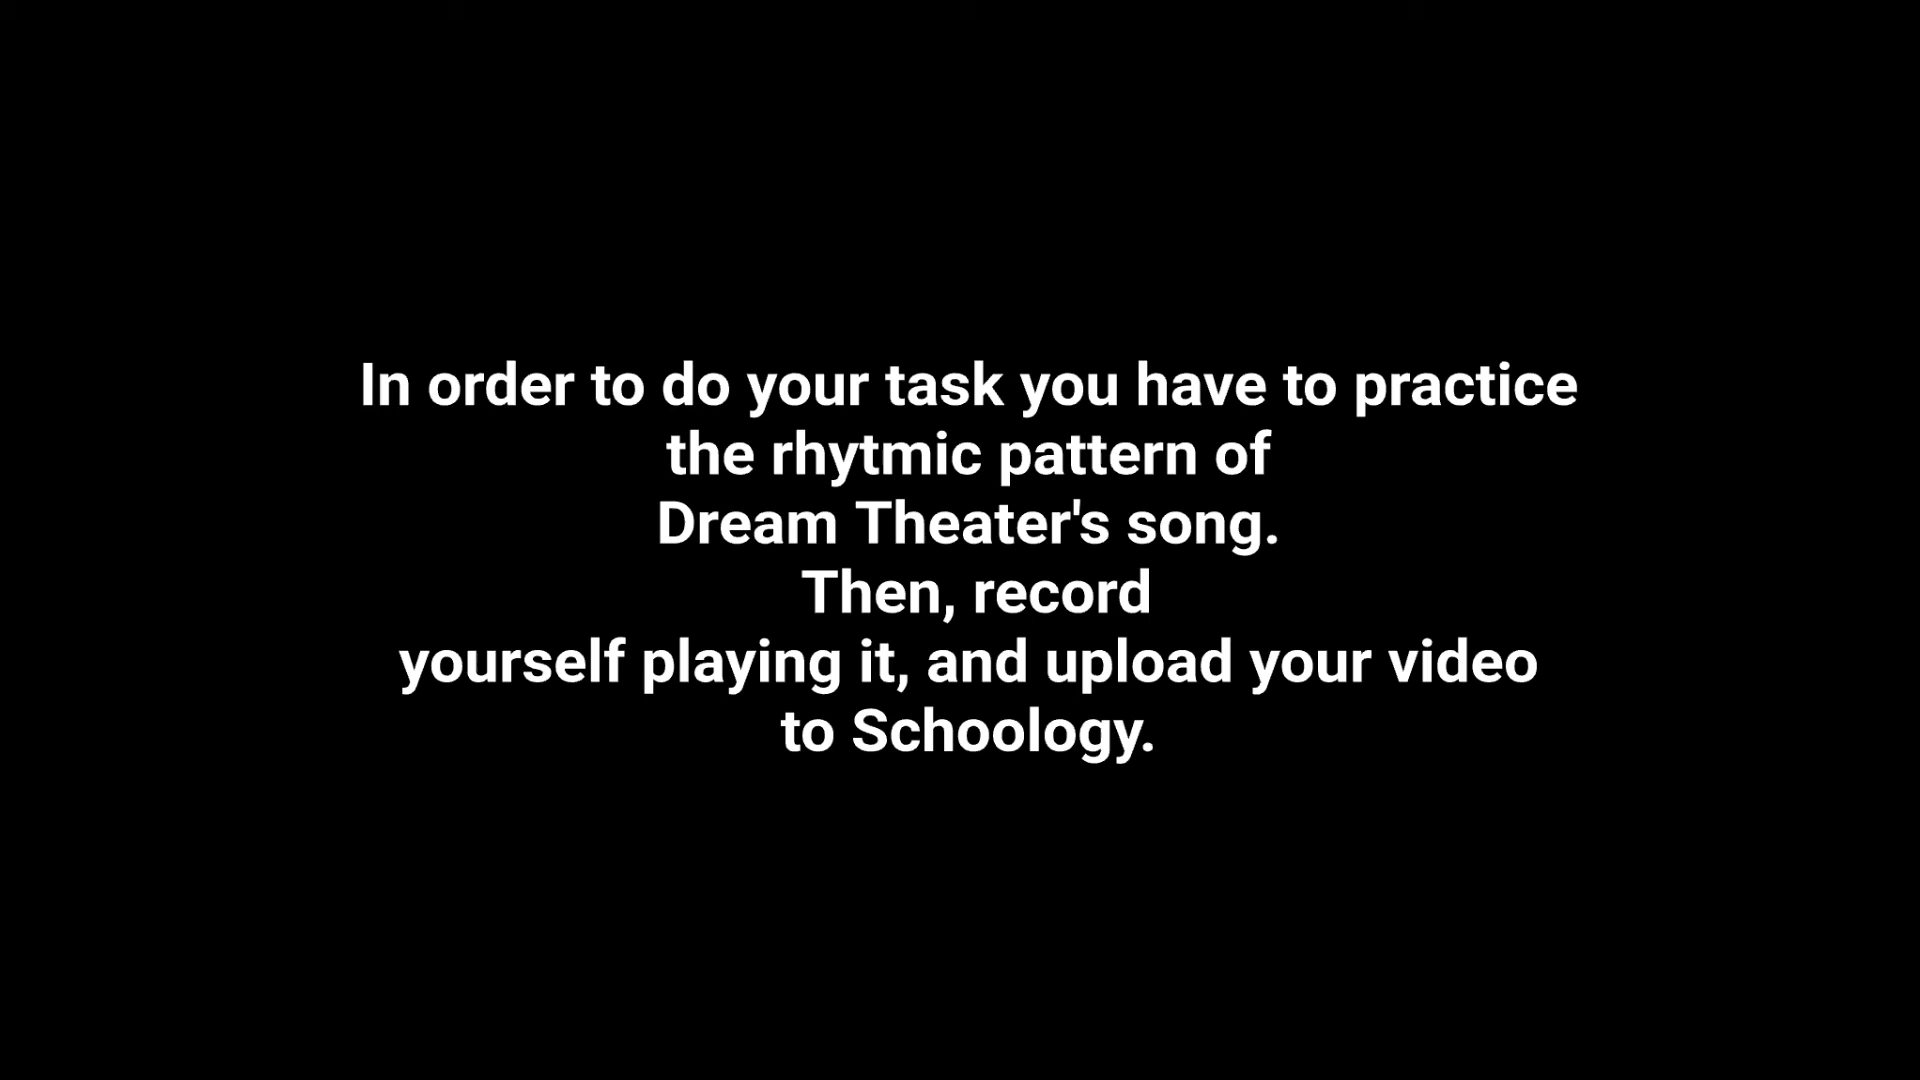 In order to do your task you have to practice
the rhytmic pattern of
Dream Theater's song.
Then, record
yourself playing it, and upload your video
to Schoology.